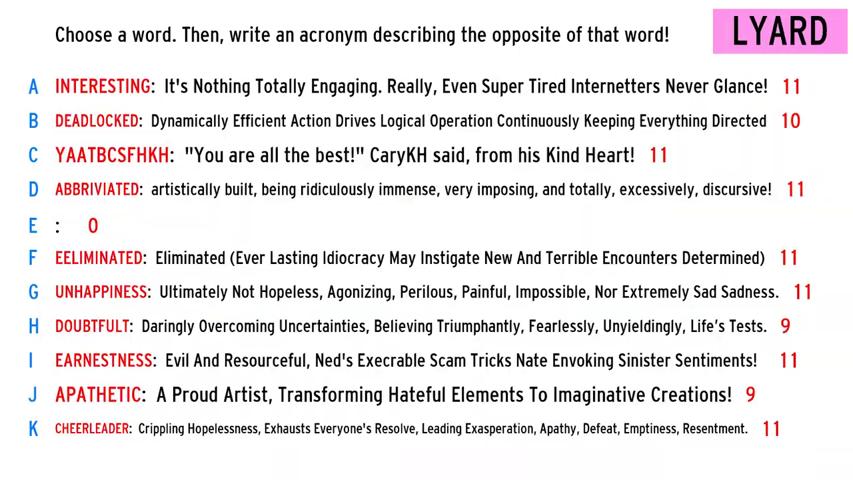 Choose a word. Then, write an acronym describing the opposite of that word!
LYARD
A INTERESTING: It's Nothing Totally Engaging. Really, Even Super Tired Internetters Never Glance! 11
B DEADLOCKED: Dynamically Efficient Action Drives Logical Operation Continuously Keeping Everything Directed 10
C YAATBCSFHKH: "You are all the best!" CaryKH said, from his Kind Heart! 11
D ABBRIVIATED: artistically built, being ridiculously immense, very imposing, and totally, excessively, discursive! 11
E : 0
F EELIMINATED: Eliminated (Ever Lasting Idiocracy May Instigate New And Terrible Encounters Determined) 11
G UNHAPPINESS: Ultimately Not Hopeless, Agonizing, Perilous, Painful, Impossible, Nor Extremely Sad Sadness. 11
H DOUBTFULT: Daringly Overcoming Uncertainties, Believing Triumphantly, Fearlessly, Unyieldingly, Life's Tests. 9
I EARNESTNESS: Evil And Resourceful, Ned's Execrable Scam Tricks Nate Envoking Sinister Sentiments! 11
J APATHETIC: A Proud Artist, Transforming Hateful Elements To Imaginative Creations! 9
K CHEERLEADER: Crippling Hopelessness, Exhausts Everyone's Resolve, Leading Exasperation, Apathy, Defeat, Emptiness, Resentment. 11